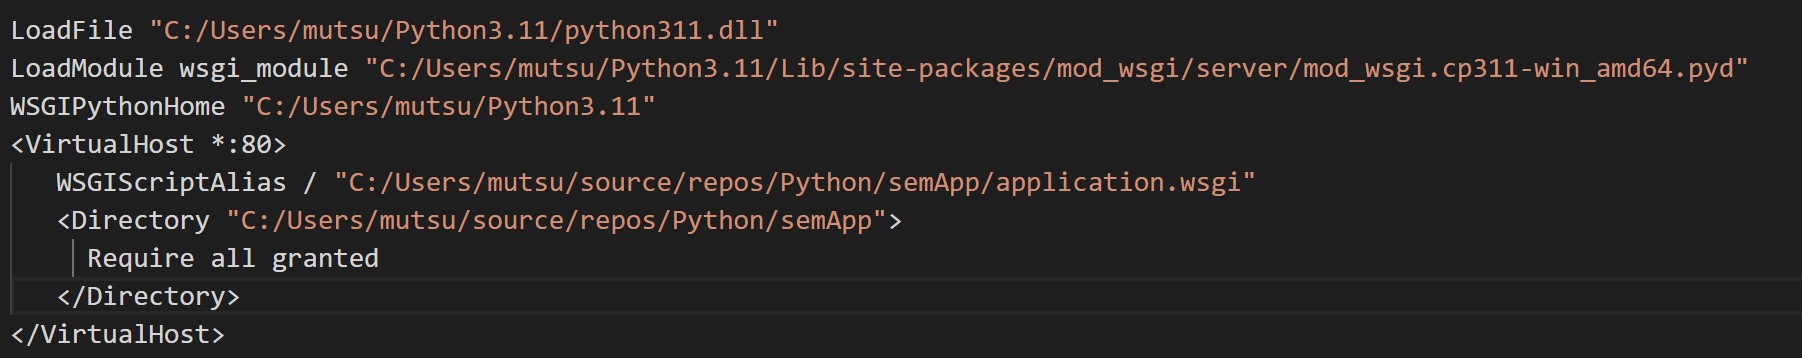 LoadFile "C:/Users/mutsu/Python3.11/python311.dll"
LoadModule wsgi_module "C:/Users/mutsu/Python3.11/Lib/site-packages/mod_wsgi/server/mod_wsgi.cp311-win_amd64.pyd"
WSGIPythonHome "C:/Users/mutsu/Python3.11"
<VirtualHost *:80>
   WSGIScriptAlias / "C:/Users/mutsu/source/repos/Python/semApp/application.wsgi"
   <Directory "C:/Users/mutsu/source/repos/Python/semApp">
     Require all granted
   </Directory>
</VirtualHost>